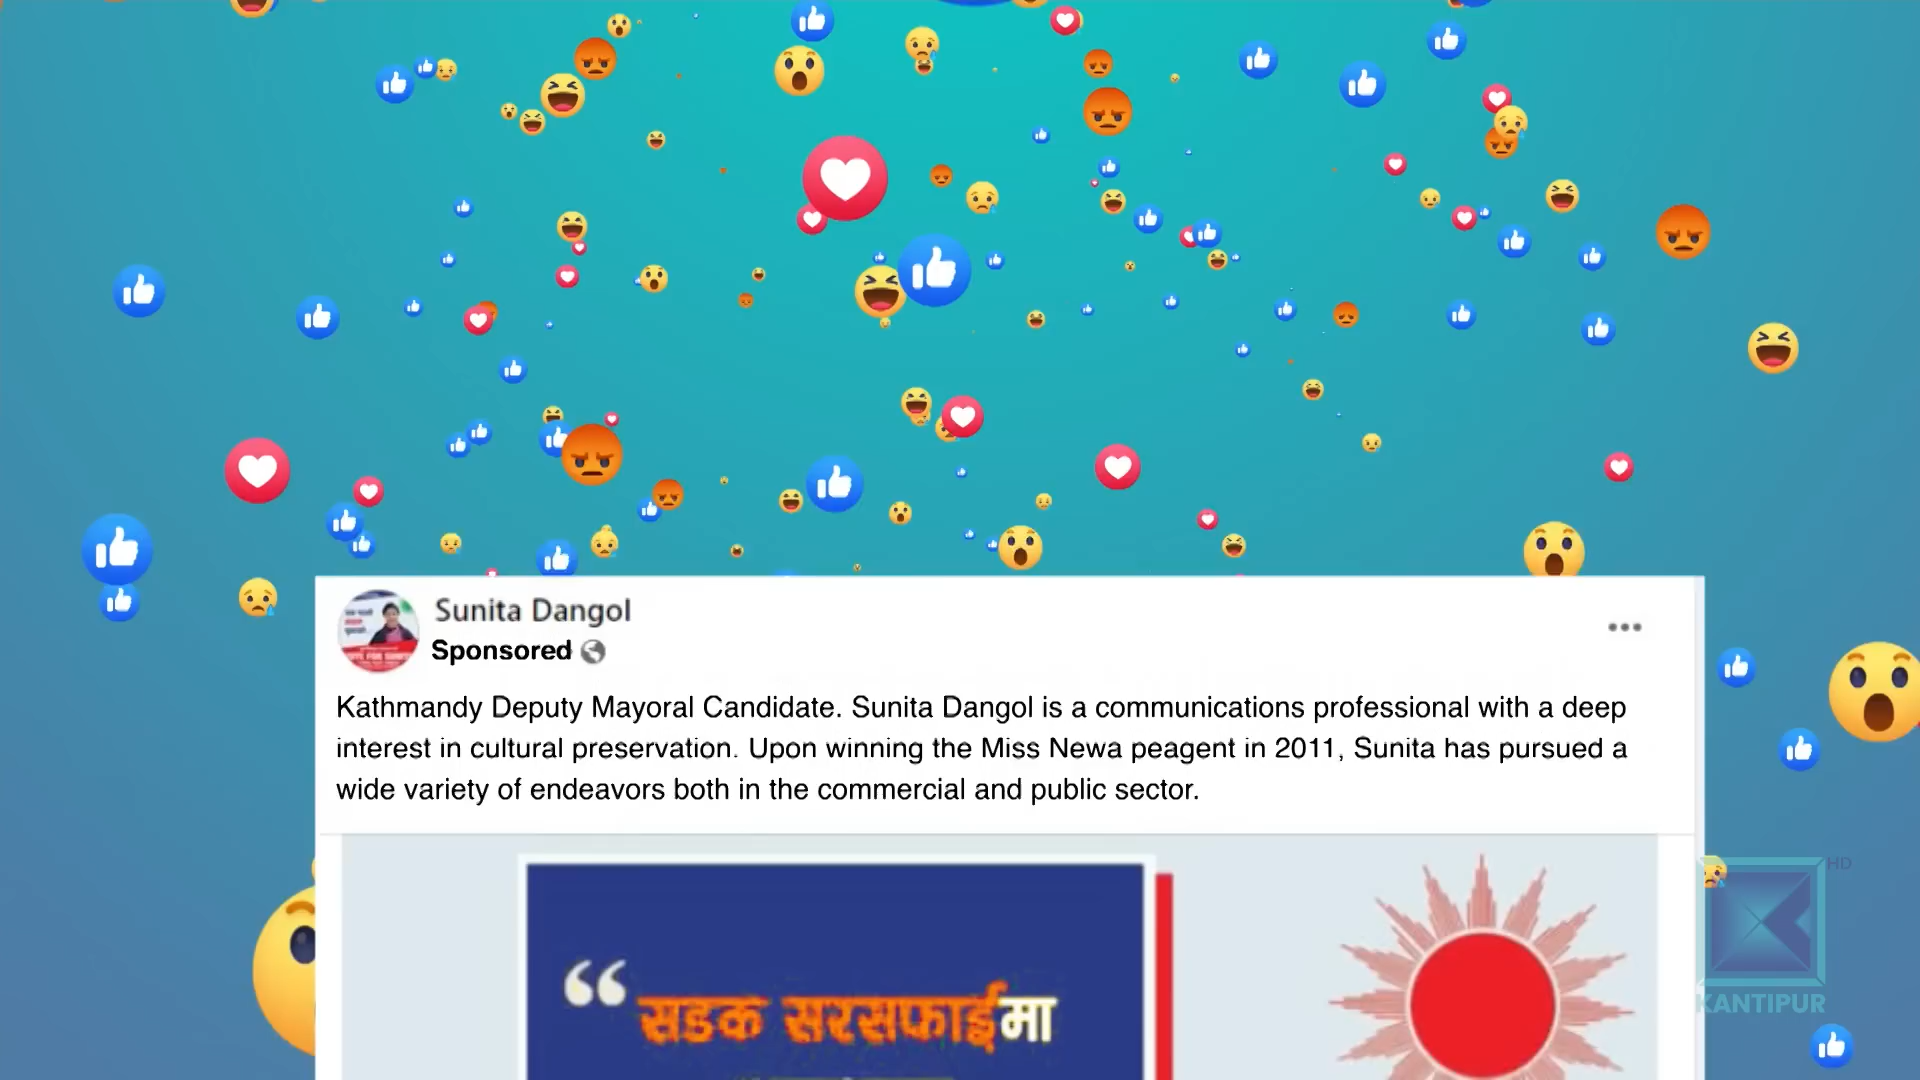 Sunita Dangol
Sponsored
Kathmandy Deputy Mayoral Candidate. Sunita Dangol is a communications professional with a deep
interest in cultural preservation. Upon winning the Miss Newa peagent in 2011, Sunita has pursued a
wide variety of endeavors both in the commercial and public sector.
“सडक सरसफाईमा
HD
KANTIPUR